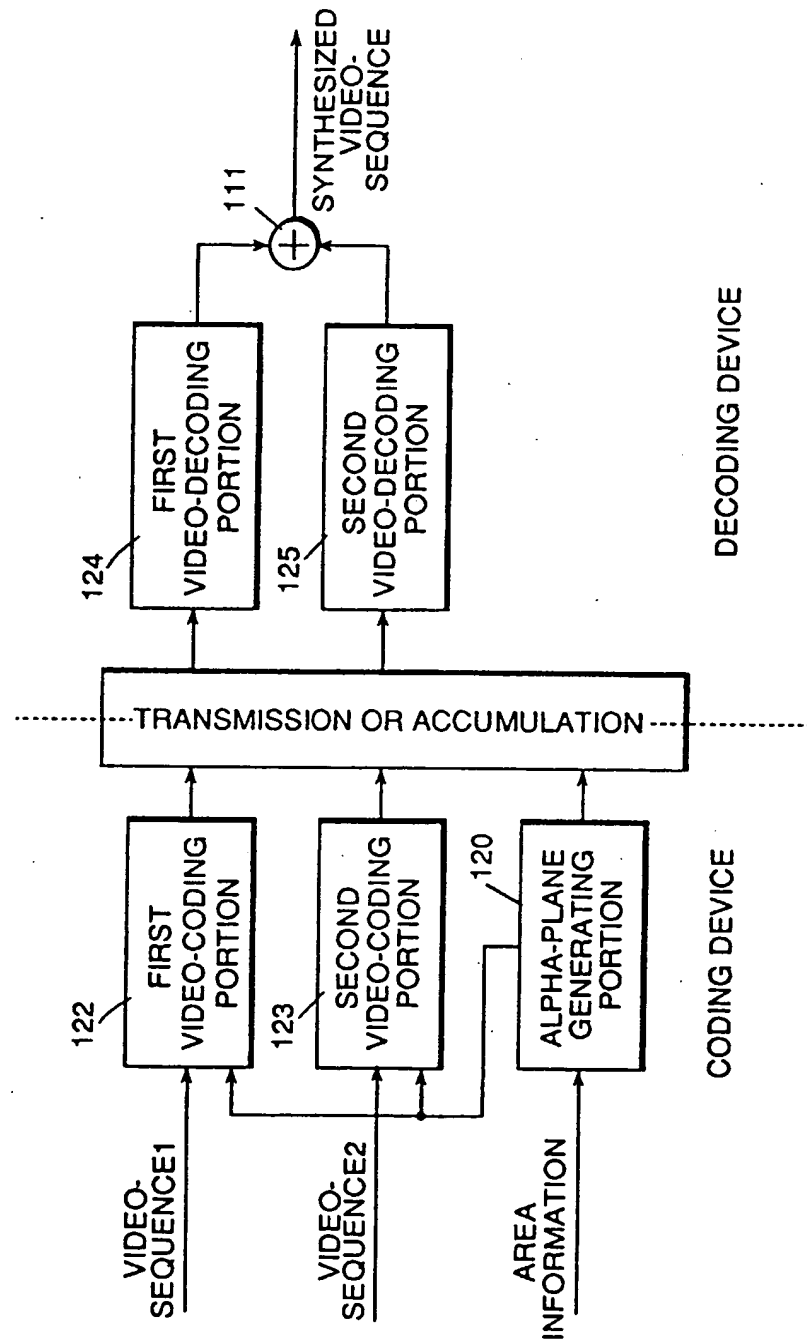 VIDEO-
SEQUENCE1
122
FIRST
VIDEO-CODING
PORTION
124
FIRST
VIDEO-DECODING
PORTION
111
SYNTHESIZED
VIDEO-
SEQUENCE
VIDEO-
SEQUENCE2
123
SECOND
VIDEO-CODING
PORTION
TRANSMISSION OR ACCUMULATION
125
SECOND
VIDEO-DECODING
PORTION
AREA
INFORMATION
120
ALPHA-PLANE
GENERATING
PORTION
CODING DEVICE
DECODING DEVICE